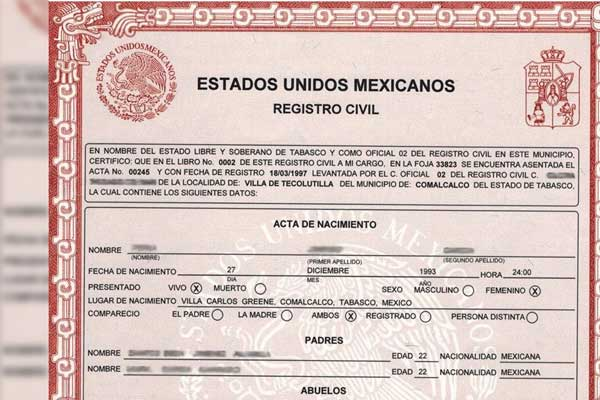 ESTADOS UNIDOS MEXICANOS
ESTADOS UNIDOS MEXICANOS
REGISTRO CIVIL
EN NOMBRE DEL ESTADO LIBRE Y SOBERANO DE TABASCO Y COMO OFICIAL 02 DEL REGISTRO CIVIL EN ESTE MUNICIPIO,
CERTIFICO: QUE EN EL LIBRO No. 0002 DE ESTE REGISTRO CIVIL A MI CARGO, EN LA FOJA 33823 SE ENCUENTRA ASENTADA EL
ACTA No. 00245 Y CON FECHA DE REGISTRO 18/03/1997 LEVANTADA POR EL C. OFICIAL 02 DEL REGISTRO CIVIL C.
DE LA LOCALIDAD DE: VILLA DE TECOLUTILLA DEL MUNICIPIO DE: COMALCALCO DEL ESTADO DE TABASCO,
LA CUAL CONTIENE LOS SIGUIENTES DATOS:
ACTA DE NACIMIENTO
NOMBRE
(NOMBRE) (PRIMER APELLIDO) (SEGUNDO APELLIDO)
FECHA DE NACIMIENTO 27 DICIEMBRE 1993 HORA 24:00
DIA MES AÑO
PRESENTADO VIVO X MUERTO SEXO MASCULINO FEMENINO X
LUGAR DE NACIMIENTO VILLA CARLOS GREENE, COMALCALCO, TABASCO, MEXICO
COMPARECIO EL PADRE LA MADRE AMBOS X REGISTRADO PERSONA DISTINTA
PADRES
NOMBRE EDAD 22 NACIONALIDAD MEXICANA
NOMBRE EDAD 22 NACIONALIDAD MEXICANA
ABUELOS